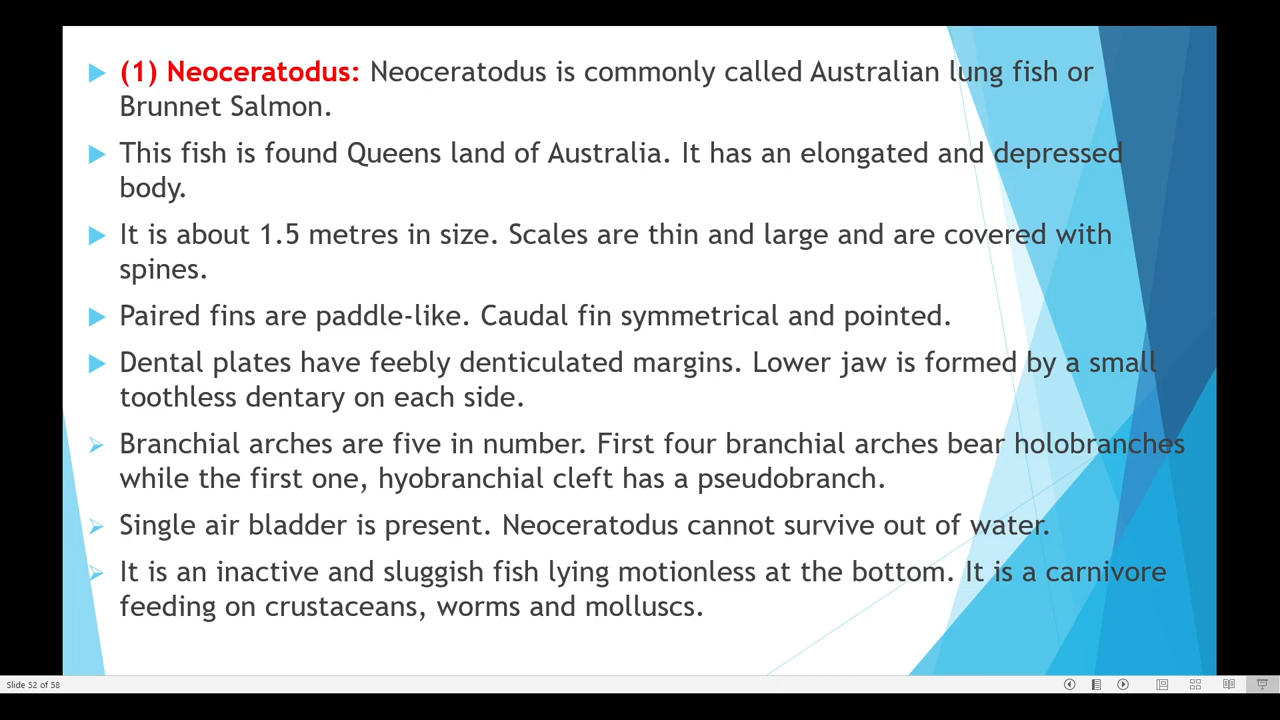 (1) Neoceratodus: Neoceratodus is commonly called Australian lung fish or
Brunnet Salmon.
This fish is found Queens land of Australia. It has an elongated and depressed
body.
It is about 1.5 metres in size. Scales are thin and large and are covered with
spines.
Paired fins are paddle-like. Caudal fin symmetrical and pointed.
Dental plates have feebly denticulated margins. Lower jaw is formed by a small
toothless dentary on each side.
Branchial arches are five in number. First four branchial arches bear holobranches
while the first one, hyobranchial cleft has a pseudobranch.
Single air bladder is present. Neoceratodus cannot survive out of water.
It is an inactive and sluggish fish lying motionless at the bottom. It is a carnivore
feeding on crustaceans, worms and molluscs.
Slide 52 of 58